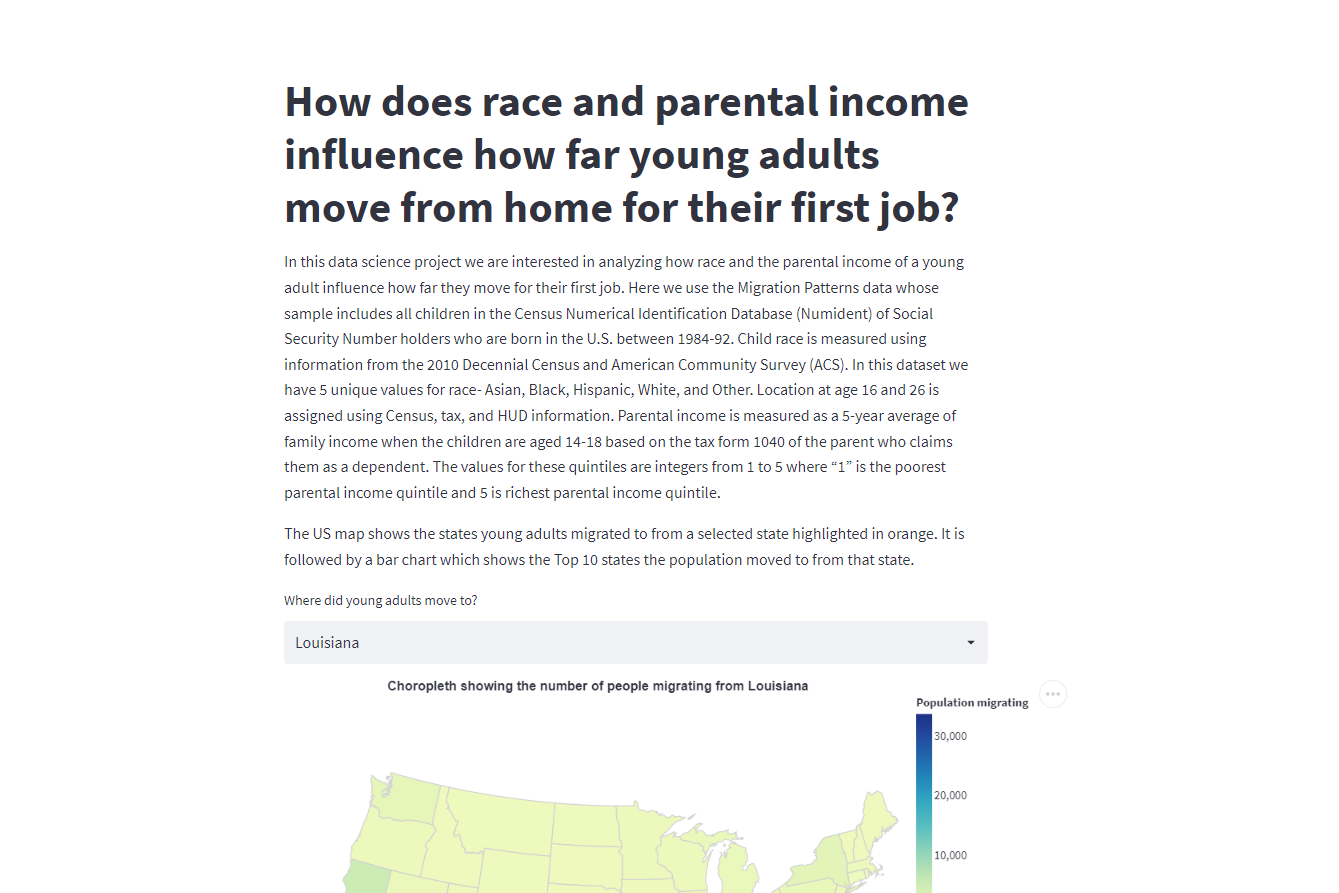 How does race and parental income
influence how far young adults
move from home for their first job?
In this data science project we are interested in analyzing how race and the parental income of a young
adult influence how far they move for their first job. Here we use the Migration Patterns data whose
sample includes all children in the Census Numerical Identification Database (Numident) of Social
Security Number holders who are born in the U.S. between 1984-92. Child race is measured using
information from the 2010 Decennial Census and American Community Survey (ACS). In this dataset we
have 5 unique values for race- Asian, Black, Hispanic, White, and Other. Location at age 16 and 26 is
assigned using Census, tax, and HUD information. Parental income is measured as a 5-year average of
family income when the children are aged 14-18 based on the tax form 1040 of the parent who claims
them as a dependent. The values for these quintiles are integers from 1 to 5 where “1” is the poorest
parental income quintile and 5 is richest parental income quintile.
The US map shows the states young adults migrated to from a selected state highlighted in orange. It is
followed by a bar chart which shows the Top 10 states the population moved to from that state.
Where did young adults move to?
Louisiana
Choropleth showing the number of people migrating from Louisiana
Population migrating
30,000
20,000
10,000